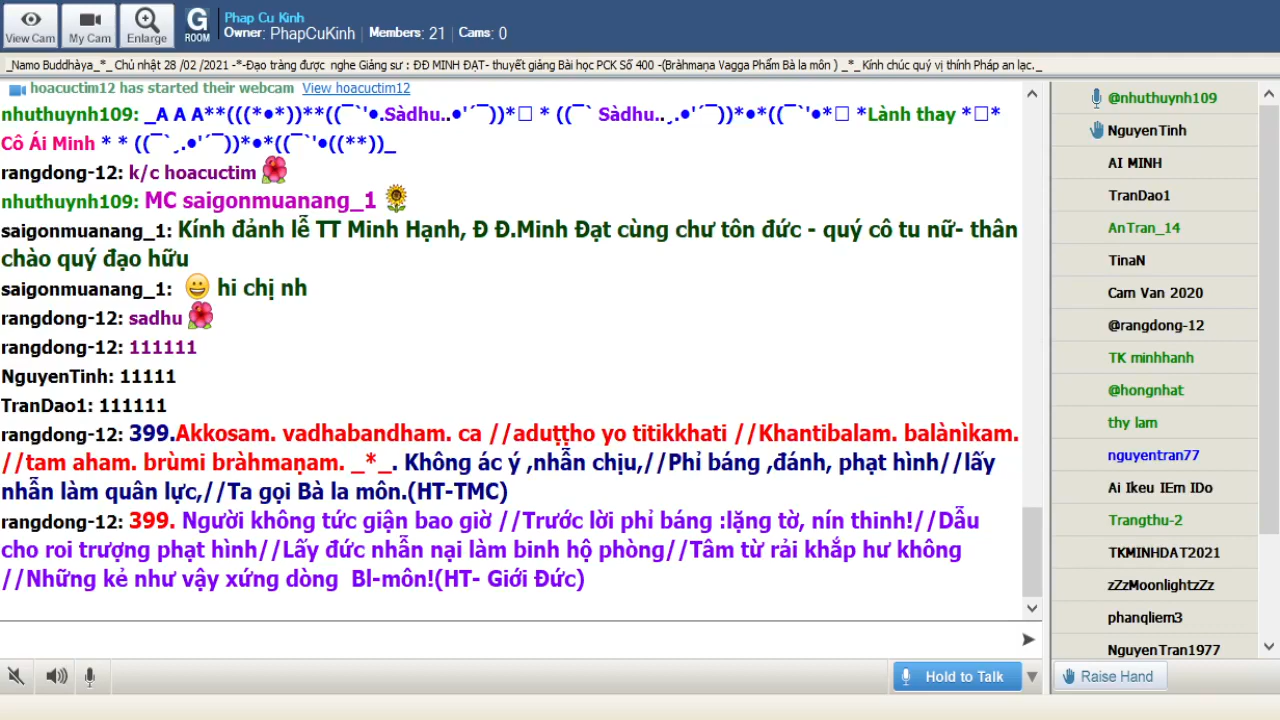 View Cam
My Cam
Enlarge
G
ROOM
Phap Cu Kinh
Owner: PhapCuKinh
Members: 21
Cams: 0
_Namo Buddhàya_*_ Chủ nhật 28 /02 /2021 -*-Đạo tràng được nghe Giảng sư : ĐĐ MINH ĐẠT- thuyết giảng Bài học PCK Số 400 -(Bràhmaṇa Vagga Phẩm Bà la môn ) _*_Kính chúc quý vị thính Pháp an lạc._
hoacuctim12 has started their webcam View hoacuctim12
nhuthuynh109: _A A A**(((*●*))**((¯`'●.Sàdhu..●'´¯))*□ * ((¯` Sàdhu..¸.●'´¯))*●*((¯`'●*□ *Lành thay *□*
Cô Ái Minh * * ((¯`¸.●'´¯))*●*((¯`'●((**))_
rangdong-12: k/c hoacuctim
nhuthuynh109: MC saigonmuanang_1
saigonmuanang_1: Kính đảnh lễ TT Minh Hạnh, Đ Đ.Minh Đạt cùng chư tôn đức - quý cô tu nữ- thân
chào quý đạo hữu
saigonmuanang_1: 😀 hi chị nh
rangdong-12: sadhu
rangdong-12: 111111
NguyenTinh: 11111
TranDao1: 111111
rangdong-12: 399.Akkosam. vadhabandham. ca //aduṭṭho yo titikkhati //Khantibalam. balànìkam.
//tam aham. brùmi bràhmaṇam. _*_. Không ác ý ,nhẫn chịu,//Phỉ báng ,đánh, phạt hình//lấy
nhẫn làm quân lực,//Ta gọi Bà la môn.(HT-TMC)
rangdong-12: 399. Người không tức giận bao giờ //Trước lời phỉ báng :lặng tờ, nín thinh!//Dẫu
cho roi trượng phạt hình//Lấy đức nhẫn nại làm binh hộ phòng//Tâm từ rải khắp hư không
//Những kẻ như vậy xứng dòng Bl-môn!(HT- Giới Đức)
@nhuthuynh109
NguyenTinh
AI MINH
TranDao1
AnTran_14
TinaN
Cam Van 2020
@rangdong-12
TK minhhanh
@hongnhat
thy lam
nguyentran77
Ai Ikeu IEm IDo
Trangthu-2
TKMINHDAT2021
zZzMoonlightzZz
phanqliem3
NguyenTran1977
Hold to Talk
Raise Hand